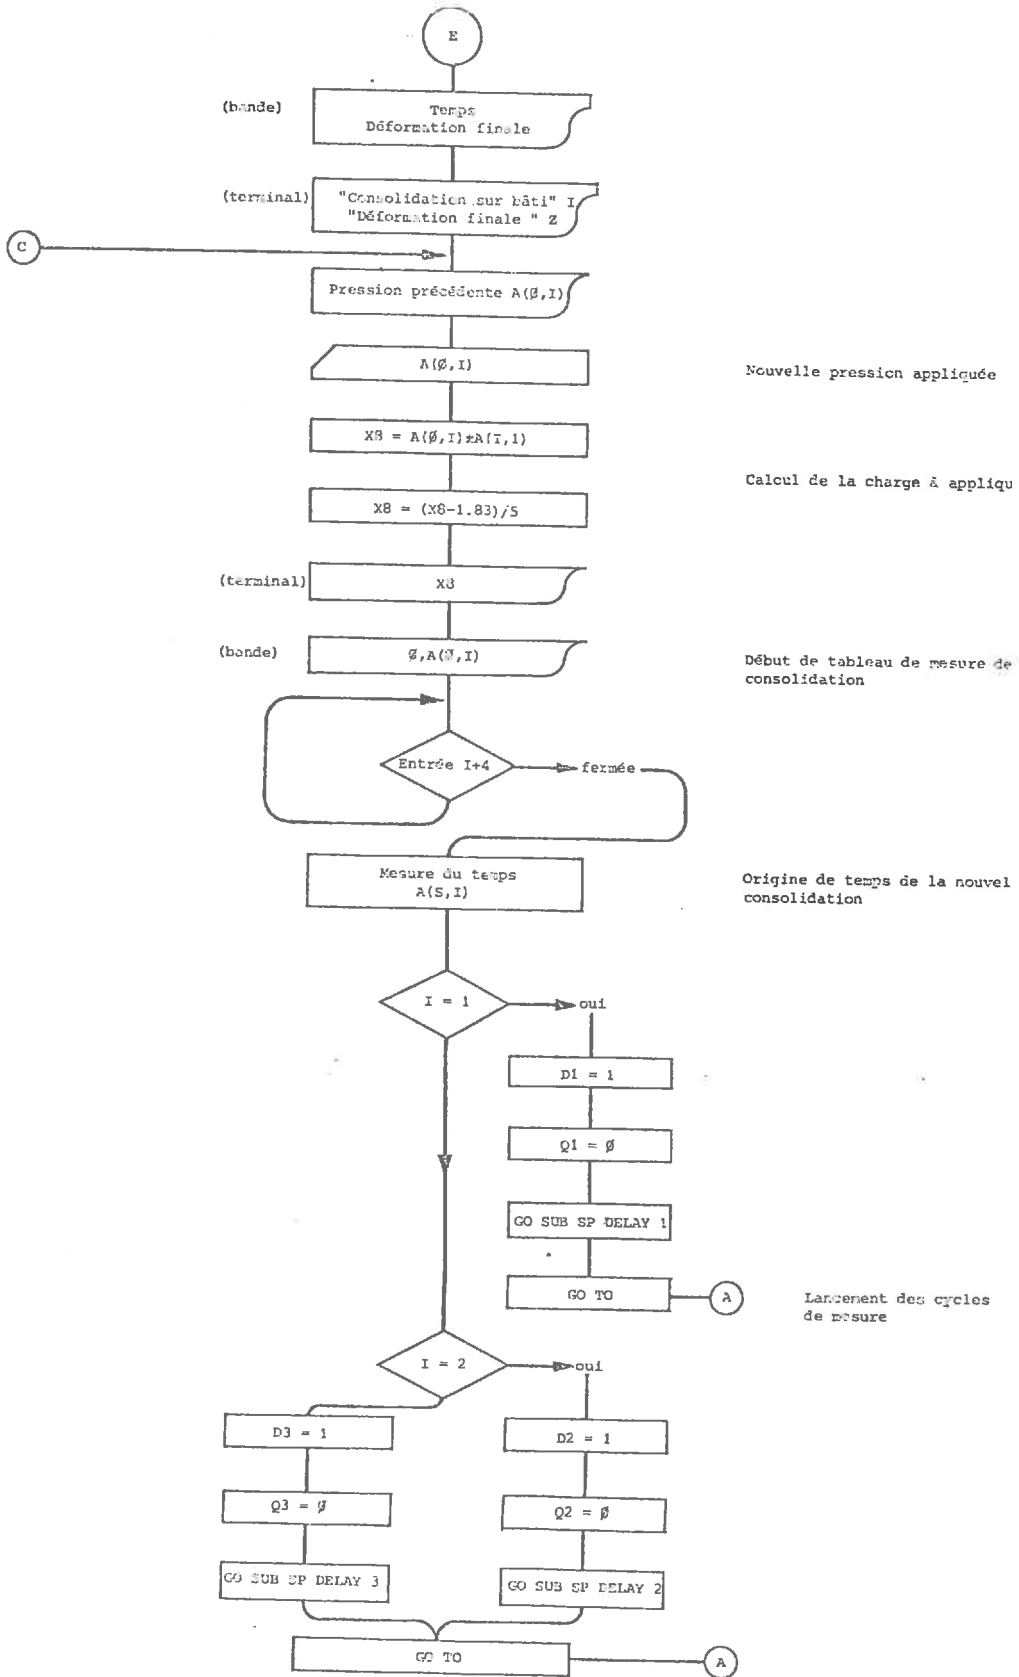 E
(bande)
Temps
Déformation finale
(terminal)
"Consolidation sur bâti" I
"Déformation finale " Z
C
Pression précédente A(Ø,I)
A(Ø,I)
Nouvelle pression appliquée
X8 = A(Ø,I)*A(I,1)
Calcul de la charge à appliqu
X8 = (X8-1.83)/5
(terminal)
X8
(bande)
Ø,A(Ø,I)
Début de tableau de mesure de
consolidation
Entrée I+4
fermée
Mesure du temps
A(S,I)
Origine de temps de la nouvel
consolidation
I = 1
oui
D1 = 1
Q1 = Ø
GO SUB SP DELAY 1
GO TO
A
Lancement des cycles
de mesure
I = 2
oui
D3 = 1
D2 = 1
Q3 = Ø
Q2 = Ø
GO SUB SP DELAY 3
GO SUB SP DELAY 2
GO TO
A